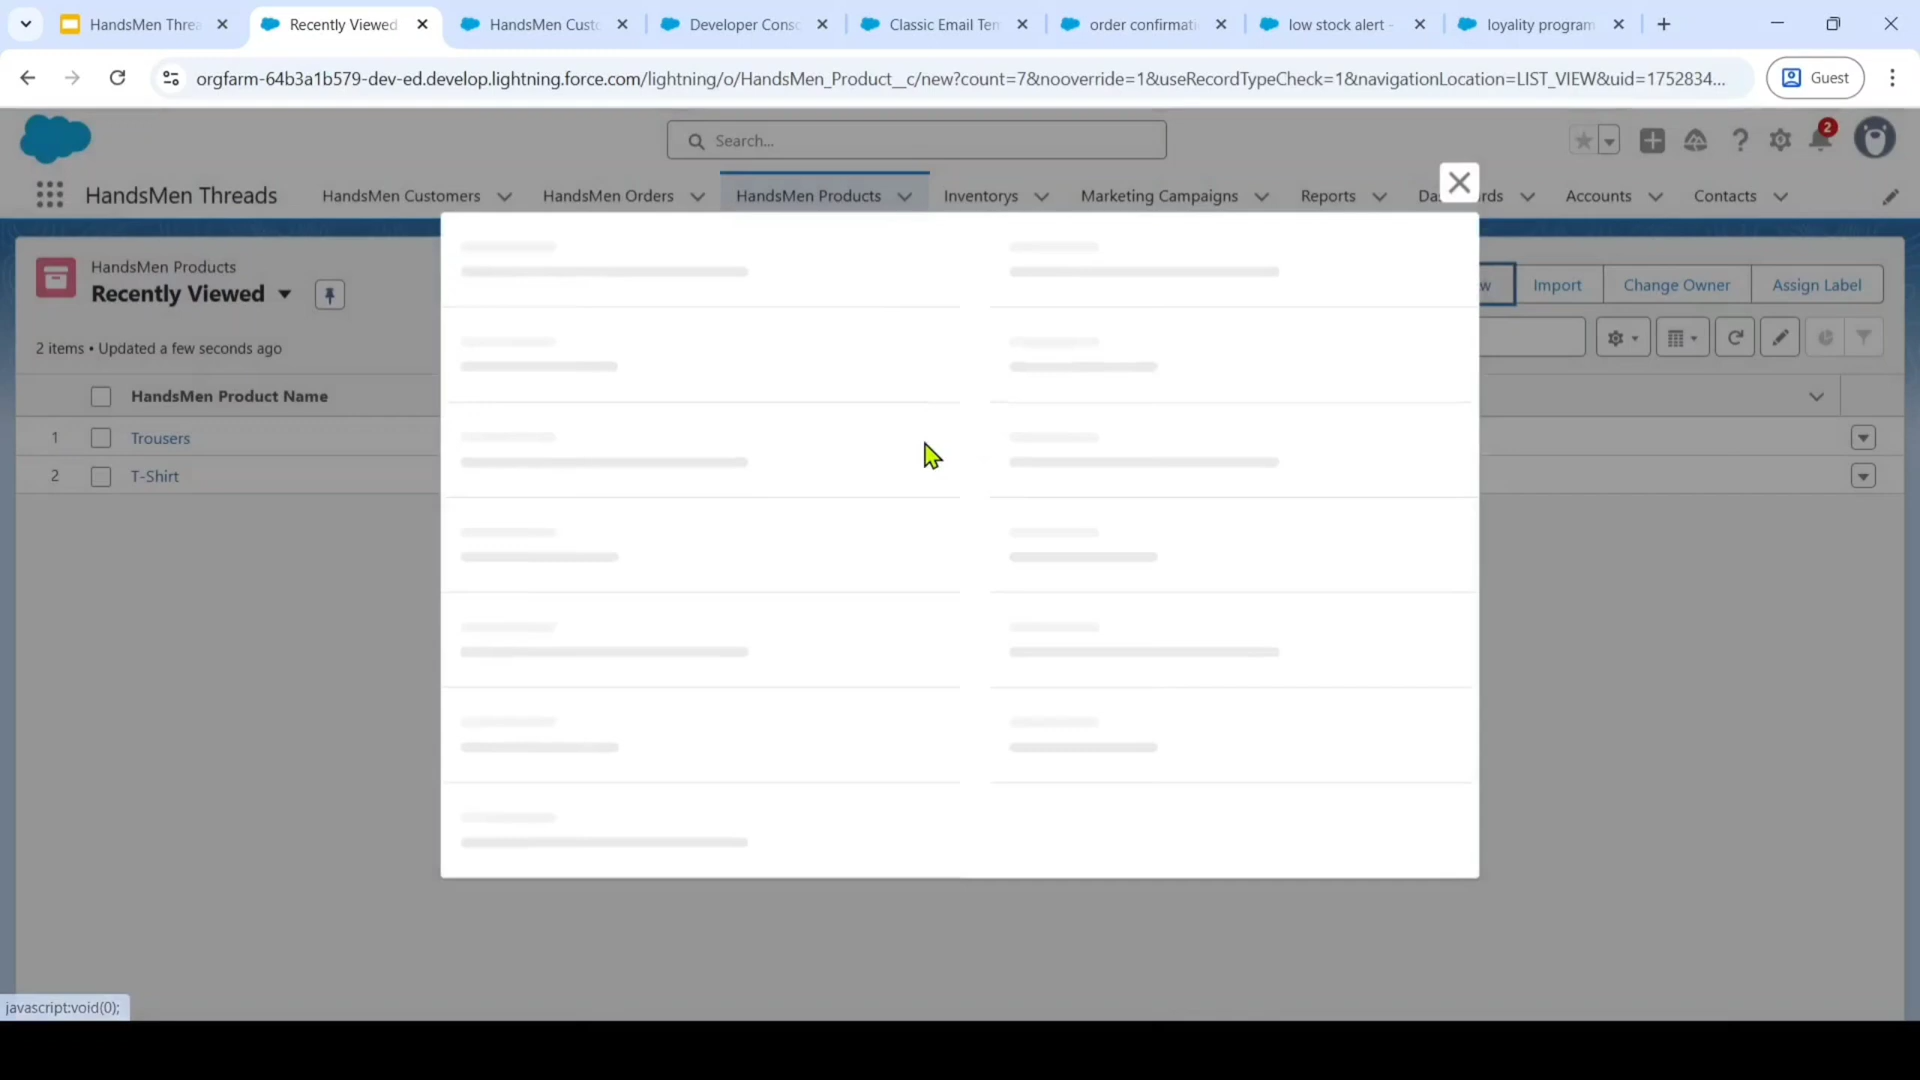 HandsMen Threa
Recently Viewed
HandsMen Custo
Developer Conso
Classic Email Tem
order confirmati
low stock alert -
loyality program
orgfarm-64b3a1b579-dev-ed.develop.lightning.force.com/lightning/o/HandsMen_Product__c/new?count=7&nooverride=1&useRecordTypeCheck=1&navigationLocation=LIST_VIEW&uid=1752834...
Guest
Search...
2
HandsMen Threads
HandsMen Customers
HandsMen Orders
HandsMen Products
Inventorys
Marketing Campaigns
Reports
Da rds
Accounts
Contacts
HandsMen Products
Recently Viewed
w
Import
Change Owner
Assign Label
2 items • Updated a few seconds ago
HandsMen Product Name
1
Trousers
2
T-Shirt
javascript:void(0);